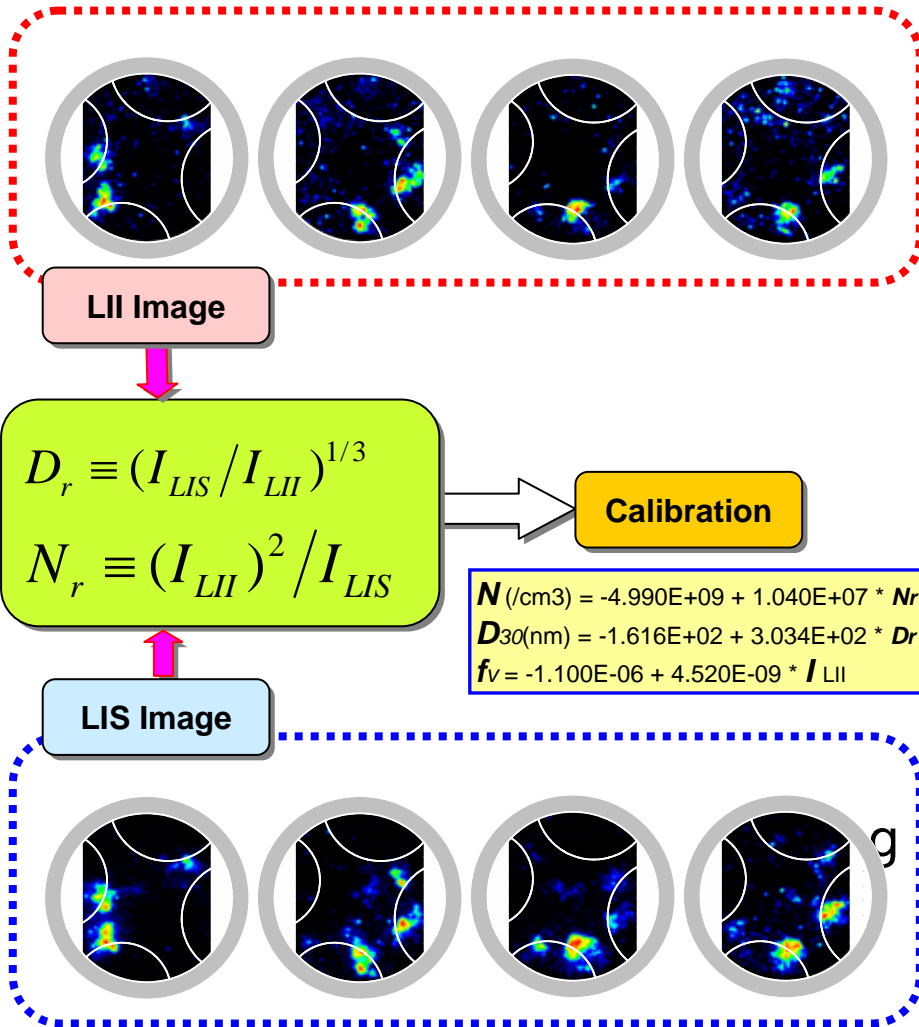 LII Image
D_r ≡ (I_LIS/I_LII)^1/3
N_r ≡ (I_LII)^2/I_LIS
Calibration
N (/cm3) = -4.990E+09 + 1.040E+07 * Nr
D30(nm) = -1.616E+02 + 3.034E+02 * Dr
fv = -1.100E-06 + 4.520E-09 * I LII
LIS Image
g